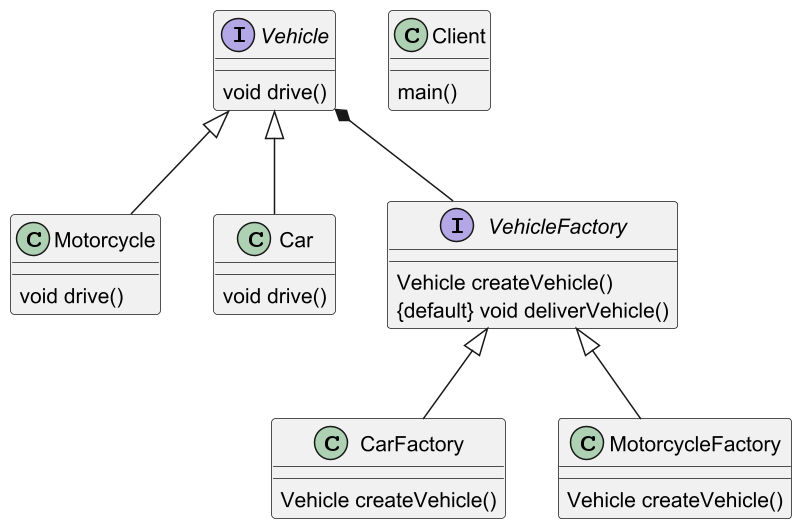 I Vehicle
void drive()
C Client
main()
C Motorcycle
void drive()
C Car
void drive()
I VehicleFactory
Vehicle createVehicle()
{default} void deliverVehicle()
C CarFactory
Vehicle createVehicle()
C MotorcycleFactory
Vehicle createVehicle()